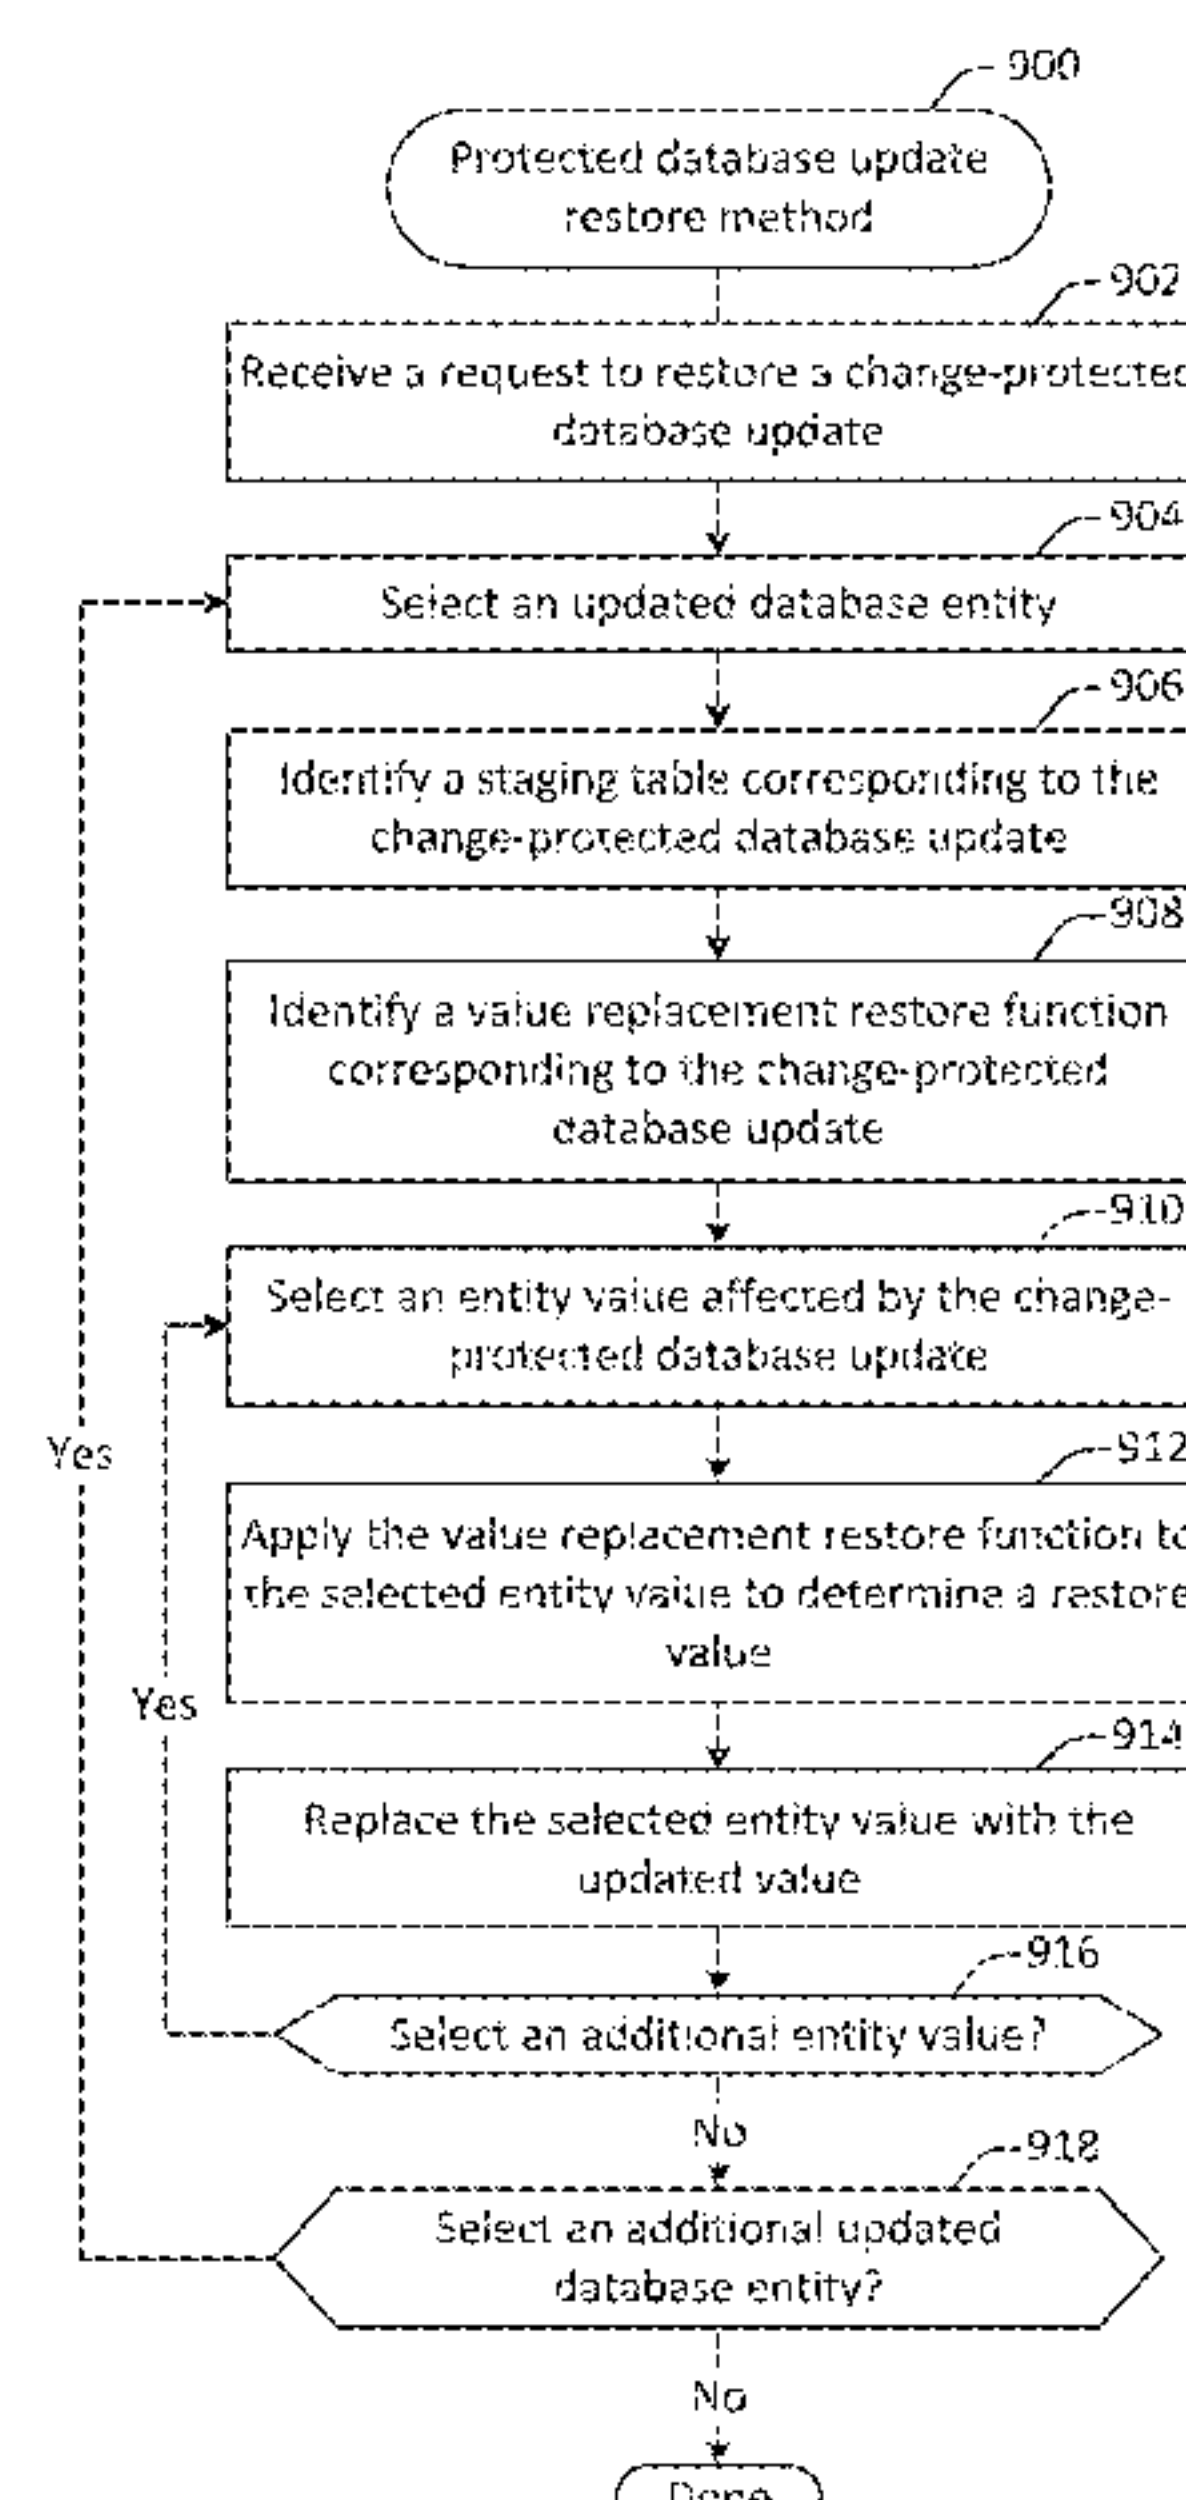 900
Protected database update
restore method
902
Receive a request to restore a change-protected
database update
904
Select an updated database entity
906
Identify a staging table corresponding to the
change-protected database update
908
Identify a value replacement restore function
corresponding to the change-protected
database update
910
Select an entity value affected by the change-
protected database update
Yes
912
Apply the value replacement restore function to
the selected entity value to determine a restore
value
Yes
914
Replace the selected entity value with the
updated value
916
Select an additional entity value?
No
918
Select an additional updated
database entity?
No
Done